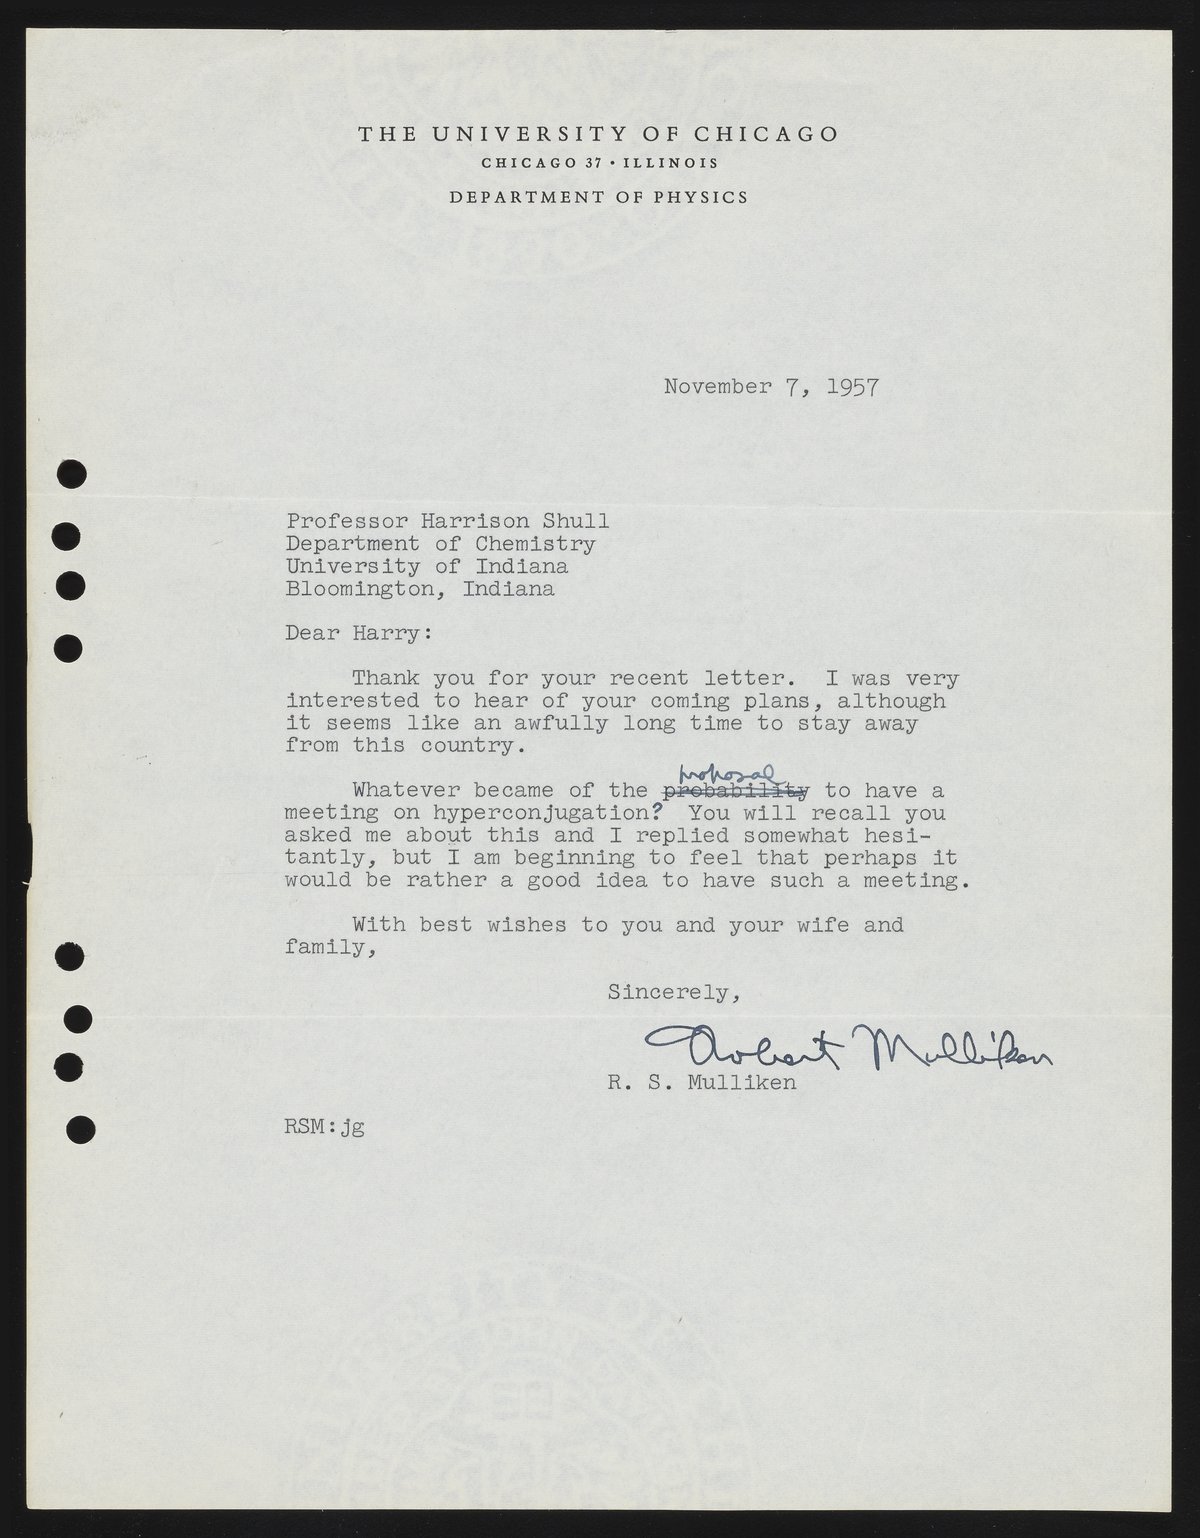 THE UNIVERSITY OF CHICAGO
CHICAGO 37 • ILLINOIS
DEPARTMENT OF PHYSICS
November 7, 1957
Professor Harrison Shull
Department of Chemistry
University of Indiana
Bloomington, Indiana
Dear Harry:
Thank you for your recent letter. I was very
interested to hear of your coming plans, although
it seems like an awfully long time to stay away
from this country.
proposal
Whatever became of the probability to have a
meeting on hyperconjugation? You will recall you
asked me about this and I replied somewhat hesi-
tantly, but I am beginning to feel that perhaps it
would be rather a good idea to have such a meeting.
With best wishes to you and your wife and
family,
Sincerely,
Robert Mulliken
R. S. Mulliken
RSM:jg